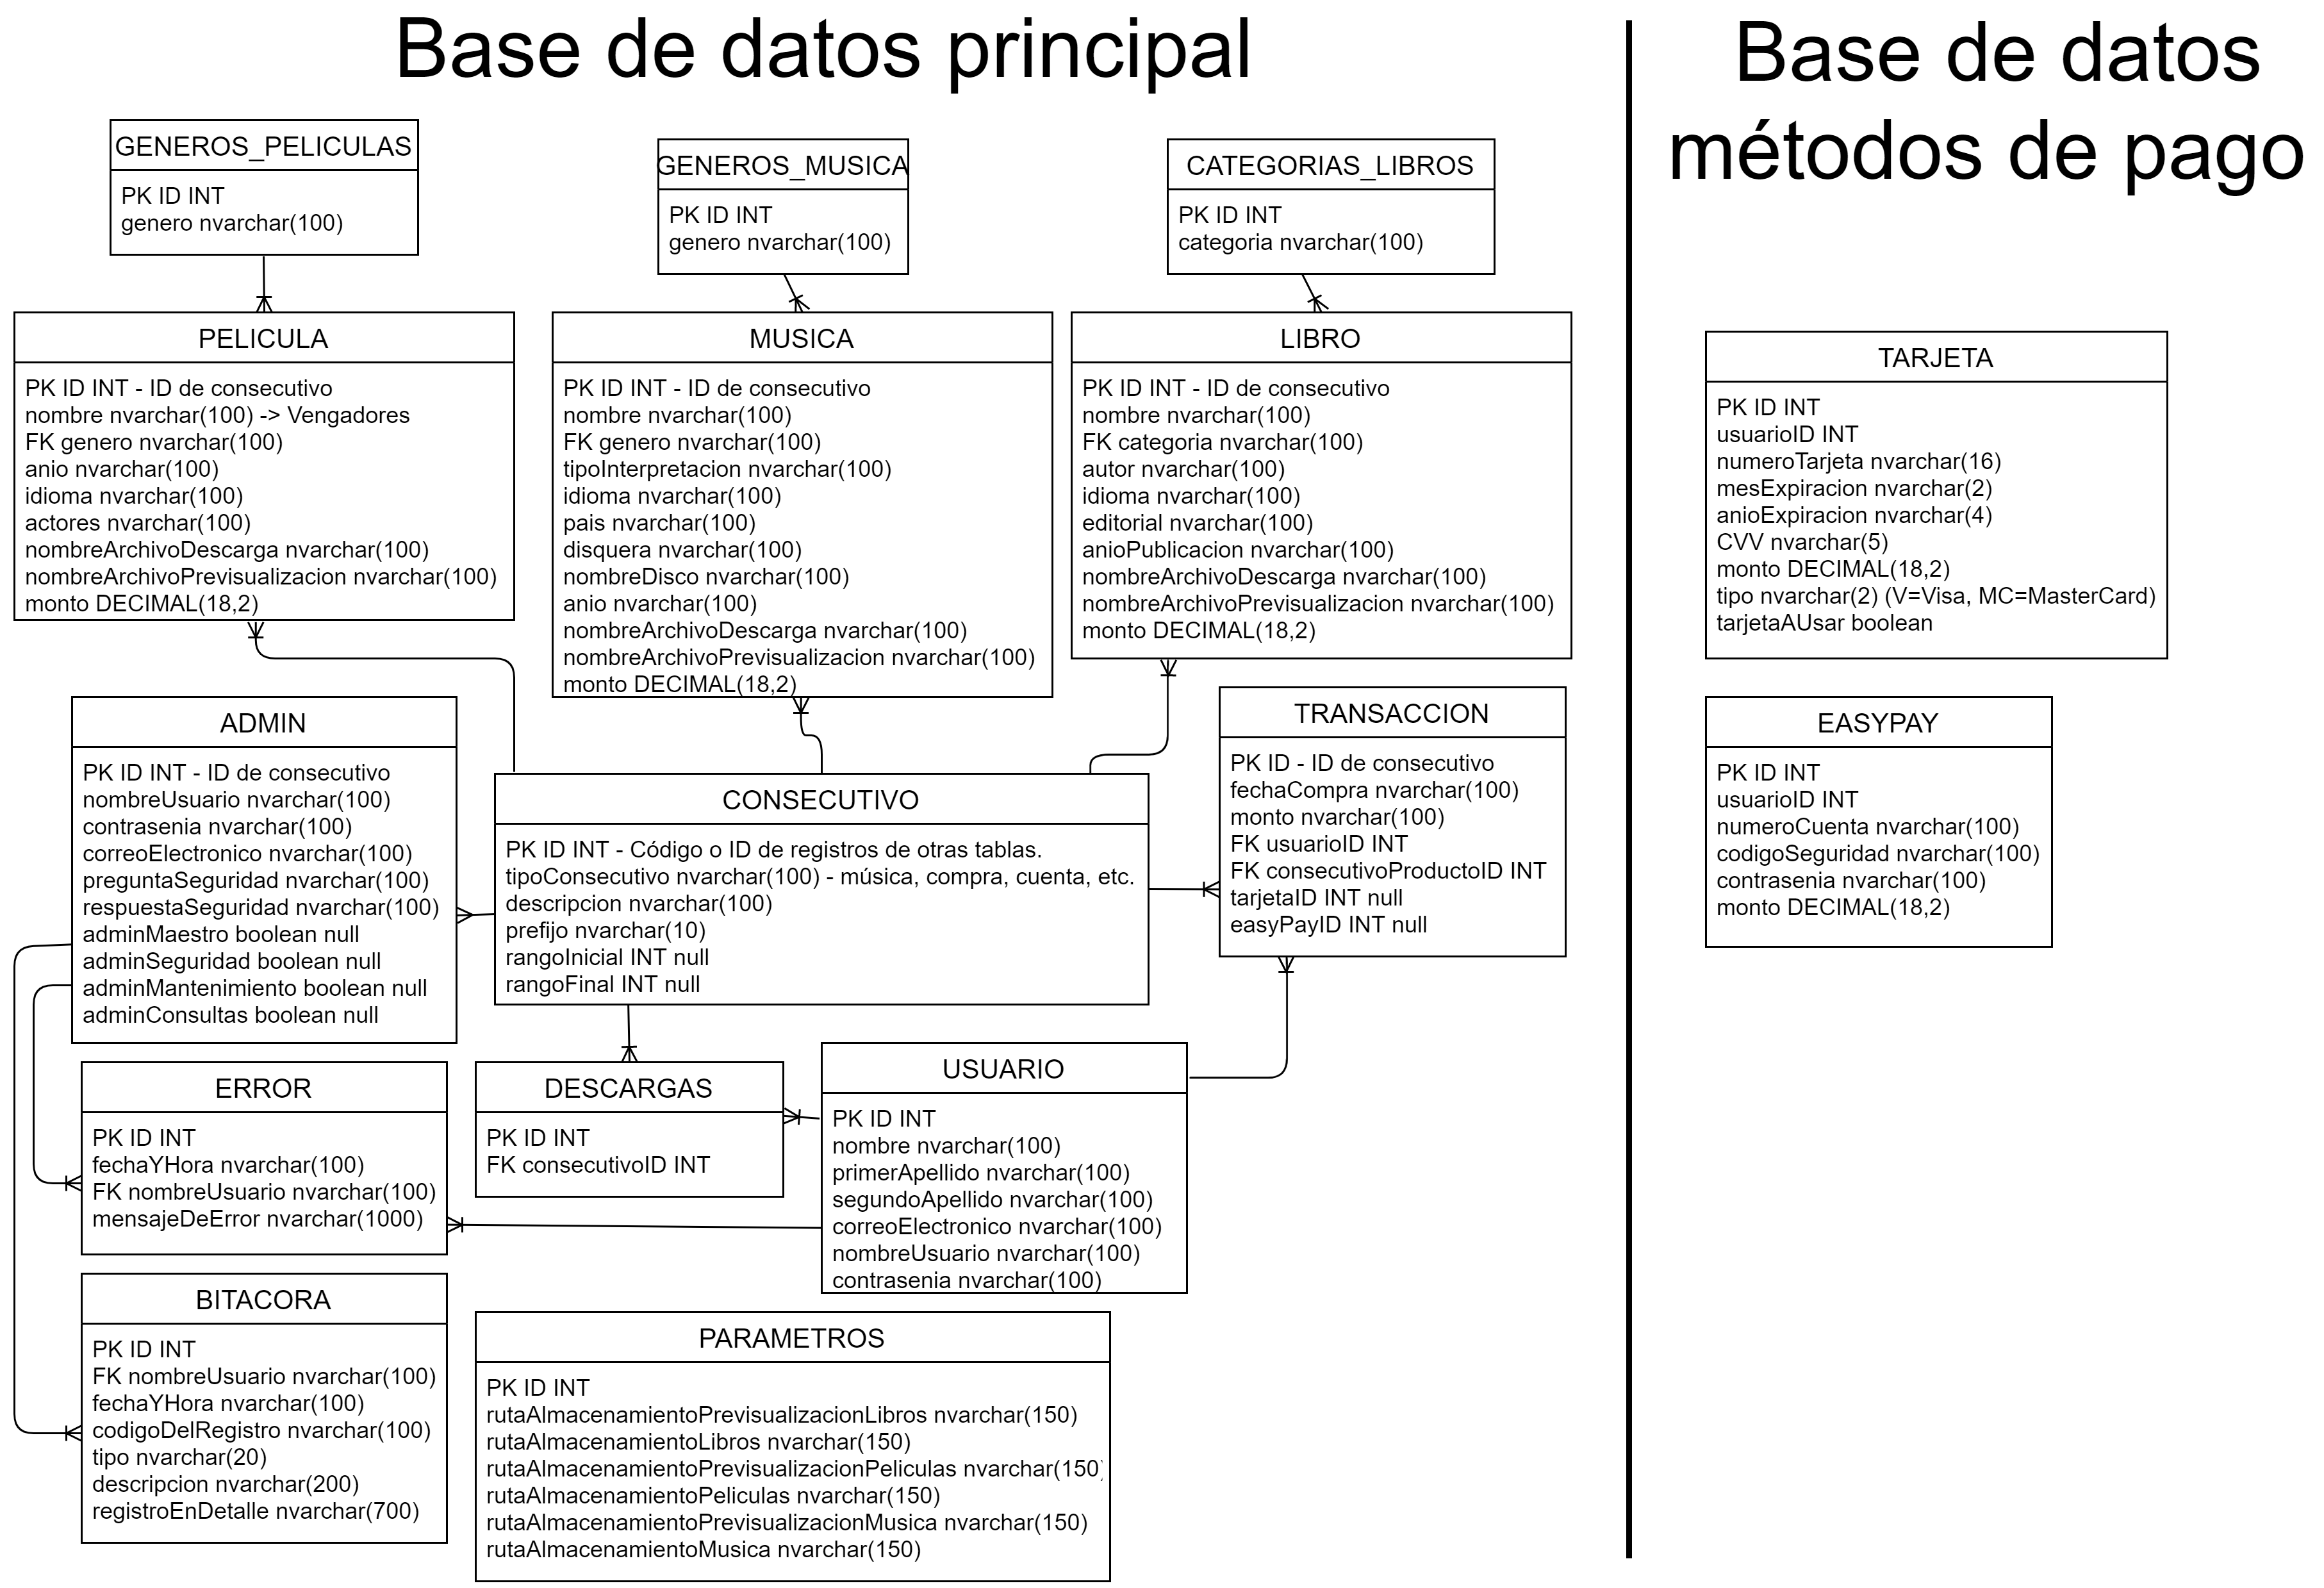 Base de datos principal
GENEROS_PELICULAS
PK ID INT
genero nvarchar(100)
GENEROS_MUSICA
PK ID INT
genero nvarchar(100)
CATEGORIAS_LIBROS
PK ID INT
categoria nvarchar(100)
PELICULA
PK ID INT - ID de consecutivo
nombre nvarchar(100) -> Vengadores
FK genero nvarchar(100)
anio nvarchar(100)
idioma nvarchar(100)
actores nvarchar(100)
nombreArchivoDescarga nvarchar(100)
nombreArchivoPrevisualizacion nvarchar(100)
monto DECIMAL(18,2)
MUSICA
PK ID INT - ID de consecutivo
nombre nvarchar(100)
FK genero nvarchar(100)
tipoInterpretacion nvarchar(100)
idioma nvarchar(100)
pais nvarchar(100)
disquera nvarchar(100)
nombreDisco nvarchar(100)
anio nvarchar(100)
nombreArchivoDescarga nvarchar(100)
nombreArchivoPrevisualizacion nvarchar(100)
monto DECIMAL(18,2)
LIBRO
PK ID INT - ID de consecutivo
nombre nvarchar(100)
FK categoria nvarchar(100)
autor nvarchar(100)
idioma nvarchar(100)
editorial nvarchar(100)
anioPublicacion nvarchar(100)
nombreArchivoDescarga nvarchar(100)
nombreArchivoPrevisualizacion nvarchar(100)
monto DECIMAL(18,2)
ADMIN
PK ID INT - ID de consecutivo
nombreUsuario nvarchar(100)
contrasenia nvarchar(100)
correoElectronico nvarchar(100)
preguntaSeguridad nvarchar(100)
respuestaSeguridad nvarchar(100)
adminMaestro boolean null
adminSeguridad boolean null
adminMantenimiento boolean null
adminConsultas boolean null
CONSECUTIVO
PK ID INT - Código o ID de registros de otras tablas.
tipoConsecutivo nvarchar(100) - música, compra, cuenta, etc.
descripcion nvarchar(100)
prefijo nvarchar(10)
rangoInicial INT null
rangoFinal INT null
TRANSACCION
PK ID - ID de consecutivo
fechaCompra nvarchar(100)
monto nvarchar(100)
FK usuarioID INT
FK consecutivoProductoID INT
tarjetaID INT null
easyPayID INT null
ERROR
PK ID INT
fechaYHora nvarchar(100)
FK nombreUsuario nvarchar(100)
mensajeDeError nvarchar(1000)
DESCARGAS
PK ID INT
FK consecutivoID INT
USUARIO
PK ID INT
nombre nvarchar(100)
primerApellido nvarchar(100)
segundoApellido nvarchar(100)
correoElectronico nvarchar(100)
nombreUsuario nvarchar(100)
contrasenia nvarchar(100)
BITACORA
PK ID INT
FK nombreUsuario nvarchar(100)
fechaYHora nvarchar(100)
codigoDelRegistro nvarchar(100)
tipo nvarchar(20)
descripcion nvarchar(200)
registroEnDetalle nvarchar(700)
PARAMETROS
PK ID INT
rutaAlmacenamientoPrevisualizacionLibros nvarchar(150)
rutaAlmacenamientoLibros nvarchar(150)
rutaAlmacenamientoPrevisualizacionPeliculas nvarchar(150)
rutaAlmacenamientoPeliculas nvarchar(150)
rutaAlmacenamientoPrevisualizacionMusica nvarchar(150)
rutaAlmacenamientoMusica nvarchar(150)
Base de datos
métodos de pago
TARJETA
PK ID INT
usuarioID INT
numeroTarjeta nvarchar(16)
mesExpiracion nvarchar(2)
anioExpiracion nvarchar(4)
CVV nvarchar(5)
monto DECIMAL(18,2)
tipo nvarchar(2) (V=Visa, MC=MasterCard)
tarjetaAUsar boolean
EASYPAY
PK ID INT
usuarioID INT
numeroCuenta nvarchar(100)
codigoSeguridad nvarchar(100)
contrasenia nvarchar(100)
monto DECIMAL(18,2)